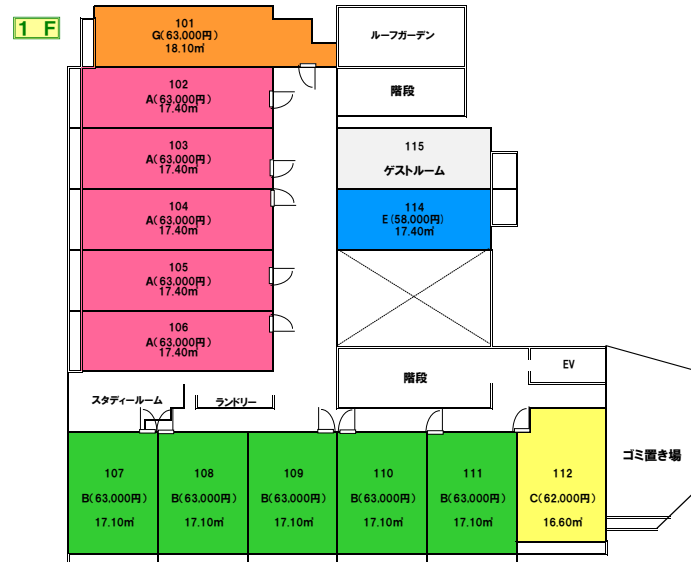 1 F
101
G(63,000円)
18.10㎡
ルーフガーデン
102
A(63,000円)
17.40㎡
階段
103
A(63,000円)
17.40㎡
115
ゲストルーム
104
A(63,000円)
17.40㎡
114
E(58,000円)
17.40㎡
105
A(63,000円)
17.40㎡
106
A(63,000円)
17.40㎡
階段
EV
スタディールーム
ランドリー
ゴミ置き場
107
B(63,000円)
17.10㎡
108
B(63,000円)
17.10㎡
109
B(63,000円)
17.10㎡
110
B(63,000円)
17.10㎡
111
B(63,000円)
17.10㎡
112
C(62,000円)
16.60㎡